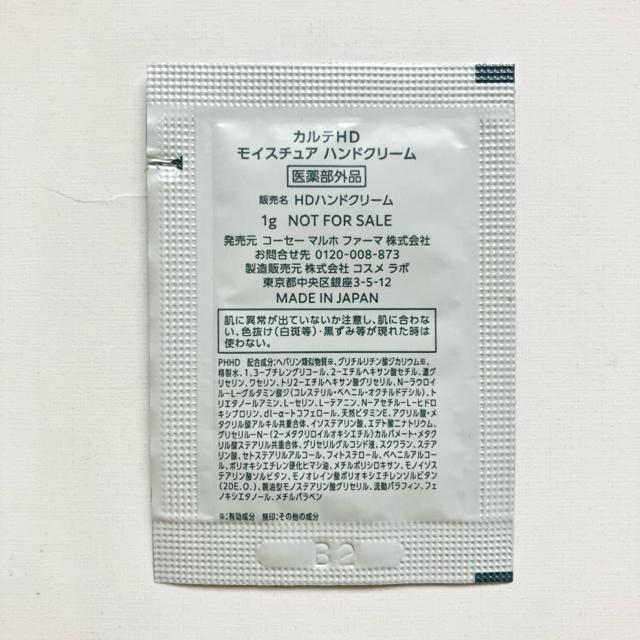 カルテHD
モイスチュア ハンドクリーム
医薬部外品
販売名 HDハンドクリーム
1g NOT FOR SALE
発売元 コーセー マルホ ファーマ 株式会社
お問合せ先 0120-008-873
製造販売元 株式会社 コスメ ラボ
東京都中央区銀座3-5-12
MADE IN JAPAN
肌に異常が出ていないか注意し、肌に合わな
い、色抜け(白斑等)・黒ずみ等が現れた時は
使わない。
PHHD 配合成分:ヘパリン類似物質※、グリチルリチン酸ジカリウム※、
精製水、1,3-ブチレングリコール、2-エチルヘキサン酸セチル、濃グ
リセリン、ワセリン、トリ2-エチルヘキサン酸グリセリル、N-ラウロイ
ル-L-グルタミン酸ジ(コレステリル・ベヘニル・オクチルドデシル)、ト
リエタノールアミン、L-セリン、L-テアニン、N-アセチル-L-ヒドロ
キシプロリン、dl-α-トコフェロール、天然ビタミンE、アクリル酸・メ
タクリル酸アルキル共重合体、イソステアリン酸、エデト酸二ナトリウム、
グリセリル-N-(2-メタクリロイルオキシエチル)カルバメート・メタク
リル酸ステアリル共重合体、グリセリルグルコシド液、スクワラン、ステア
リン酸、セトステアリルアルコール、フィトステロール、ベヘニルアルコー
ル、ポリオキシエチレン硬化ヒマシ油、メチルポリシロキサン、モノイソス
テアリン酸ソルビタン、モノオレイン酸ポリオキシエチレンソルビタン
(20E.O.)、親油型モノステアリン酸グリセリル、流動パラフィン、フェ
ノキシエタノール、メチルパラベン
※:有効成分 無印:その他の成分
B2